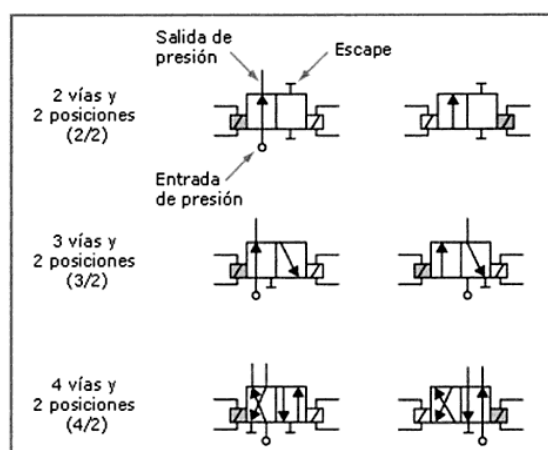 Salida de
presión
Escape
2 vías y
2 posiciones
(2/2)
Entrada
de presión
3 vías y
2 posiciones
(3/2)
4 vías y
2 posiciones
(4/2)